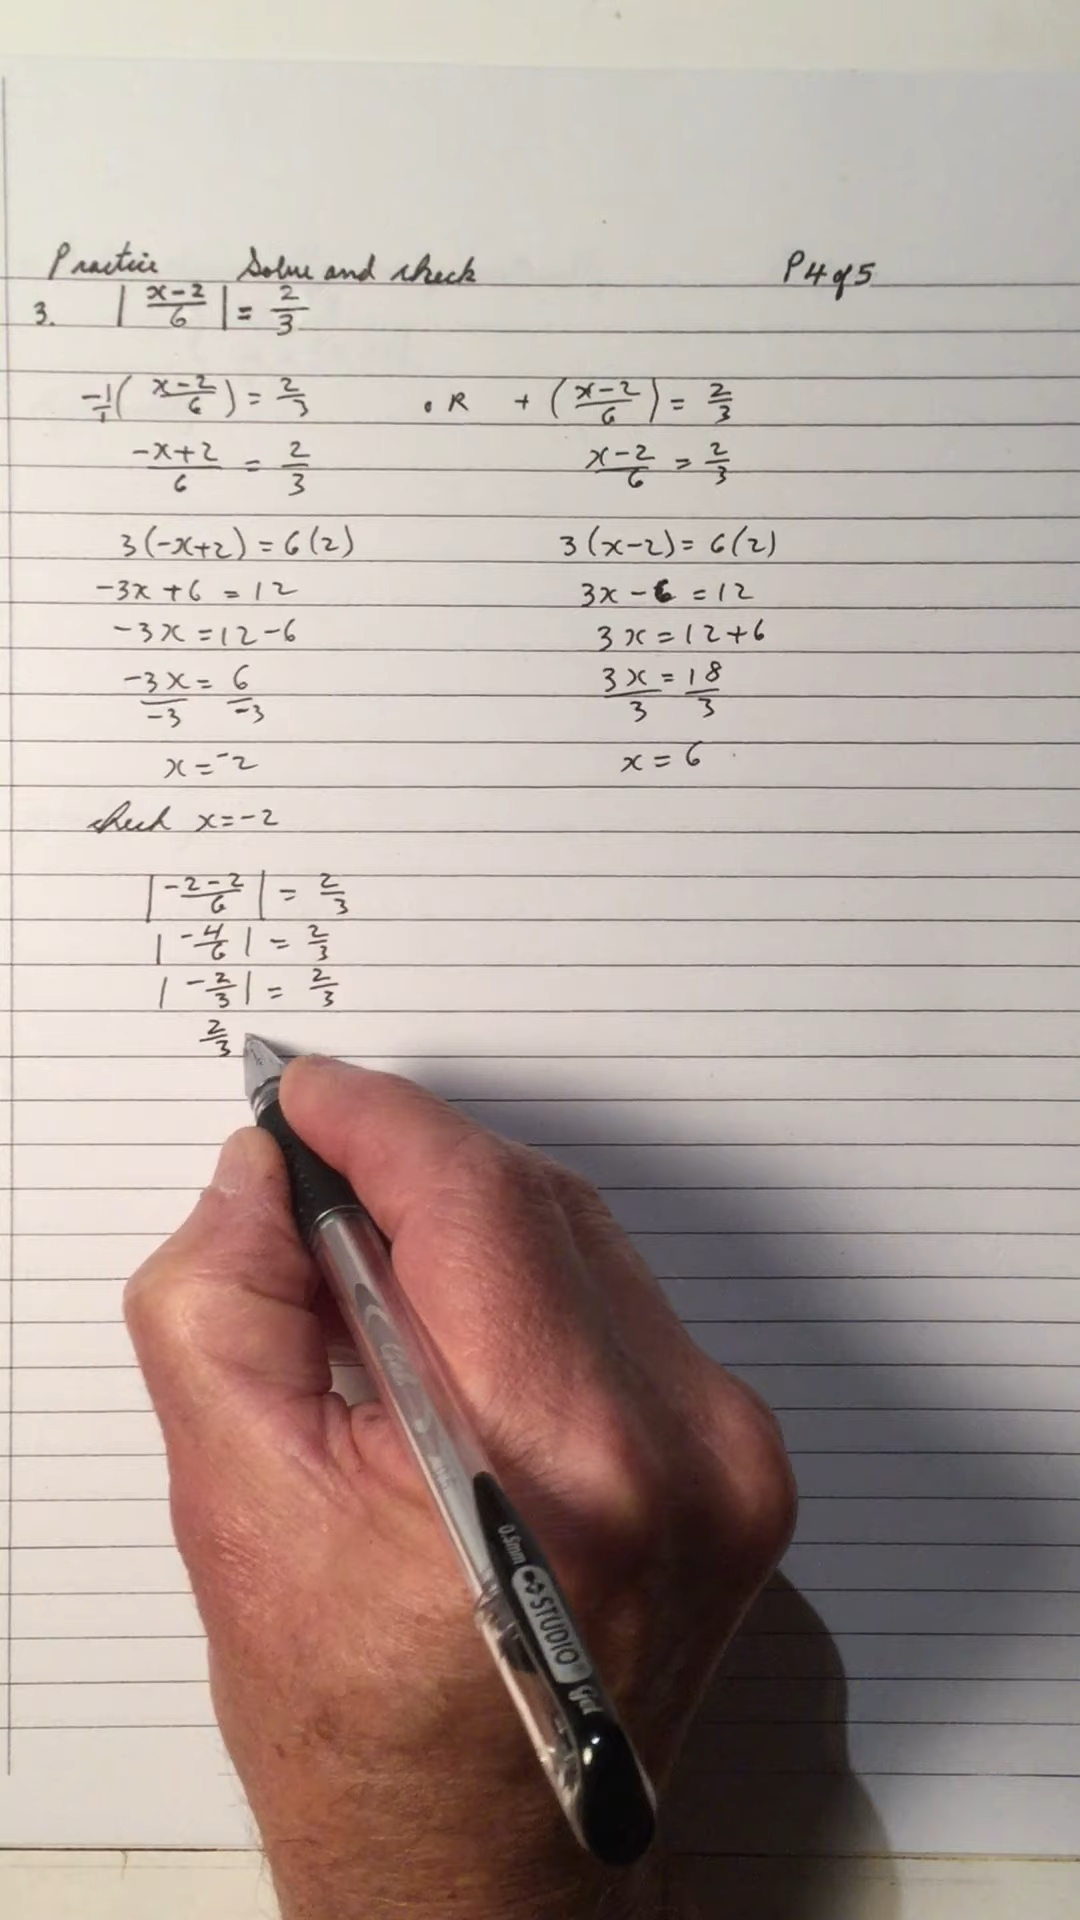 Practice Solve and check P4 of 5
3. | (x-2)/6 | = 2/3
-1/1( (x-2)/6 ) = 2/3 . R + ( (x-2)/6 ) = 2/3
(-x+2)/6 = 2/3 (x-2)/6 = 2/3
3(-x+2) = 6(2) 3(x-2) = 6(2)
-3x+6 = 12 3x-6 = 12
-3x = 12-6 3x = 12+6
-3x/-3 = 6/-3 3x/3 = 18/3
x = -2 x = 6
check x=-2
| (-2-2)/6 | = 2/3
| -4/6 | = 2/3
| -2/3 | = 2/3
2/3
0.5mm STUDIO gel